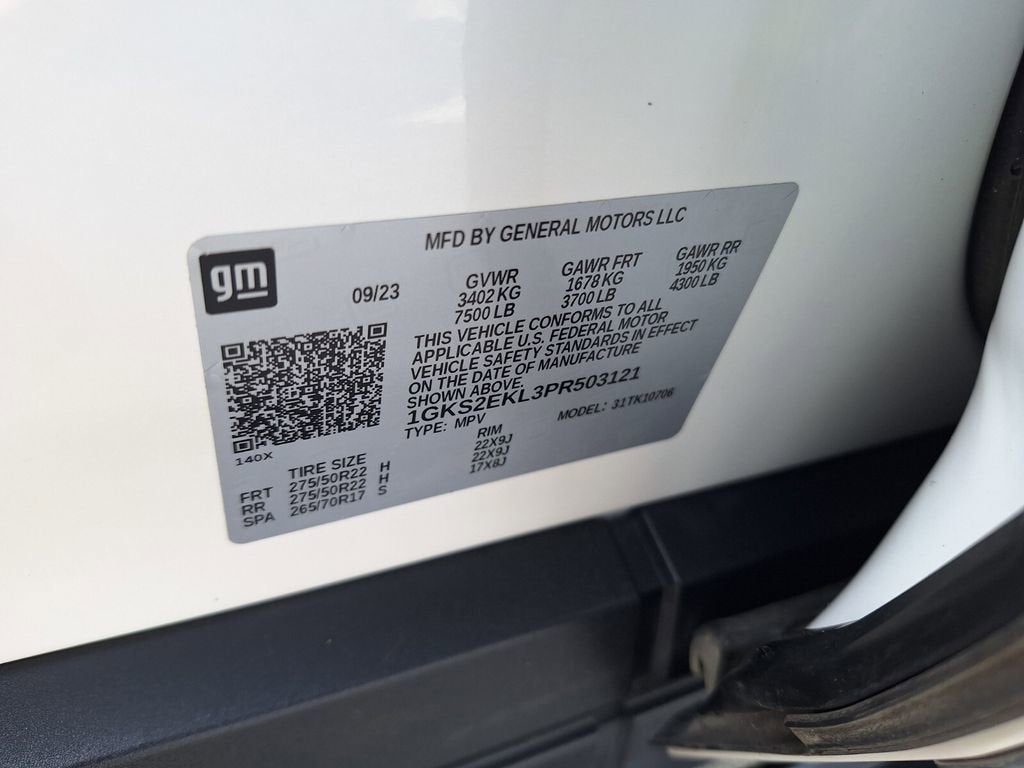 gm
MFD BY GENERAL MOTORS LLC
09/23
GVWR GAWR FRT GAWR RR
3402 KG 1678 KG 1950 KG
7500 LB 3700 LB 4300 LB
THIS VEHICLE CONFORMS TO ALL
APPLICABLE U.S. FEDERAL MOTOR
VEHICLE SAFETY STANDARDS IN EFFECT
ON THE DATE OF MANUFACTURE
SHOWN ABOVE.
1GKS2EKL3PR503121
TYPE: MPV MODEL: 31TK10706
140X
TIRE SIZE RIM
FRT 275/50R22 H 22X9J
RR 275/50R22 H 22X9J
SPA 265/70R17 S 17X8J